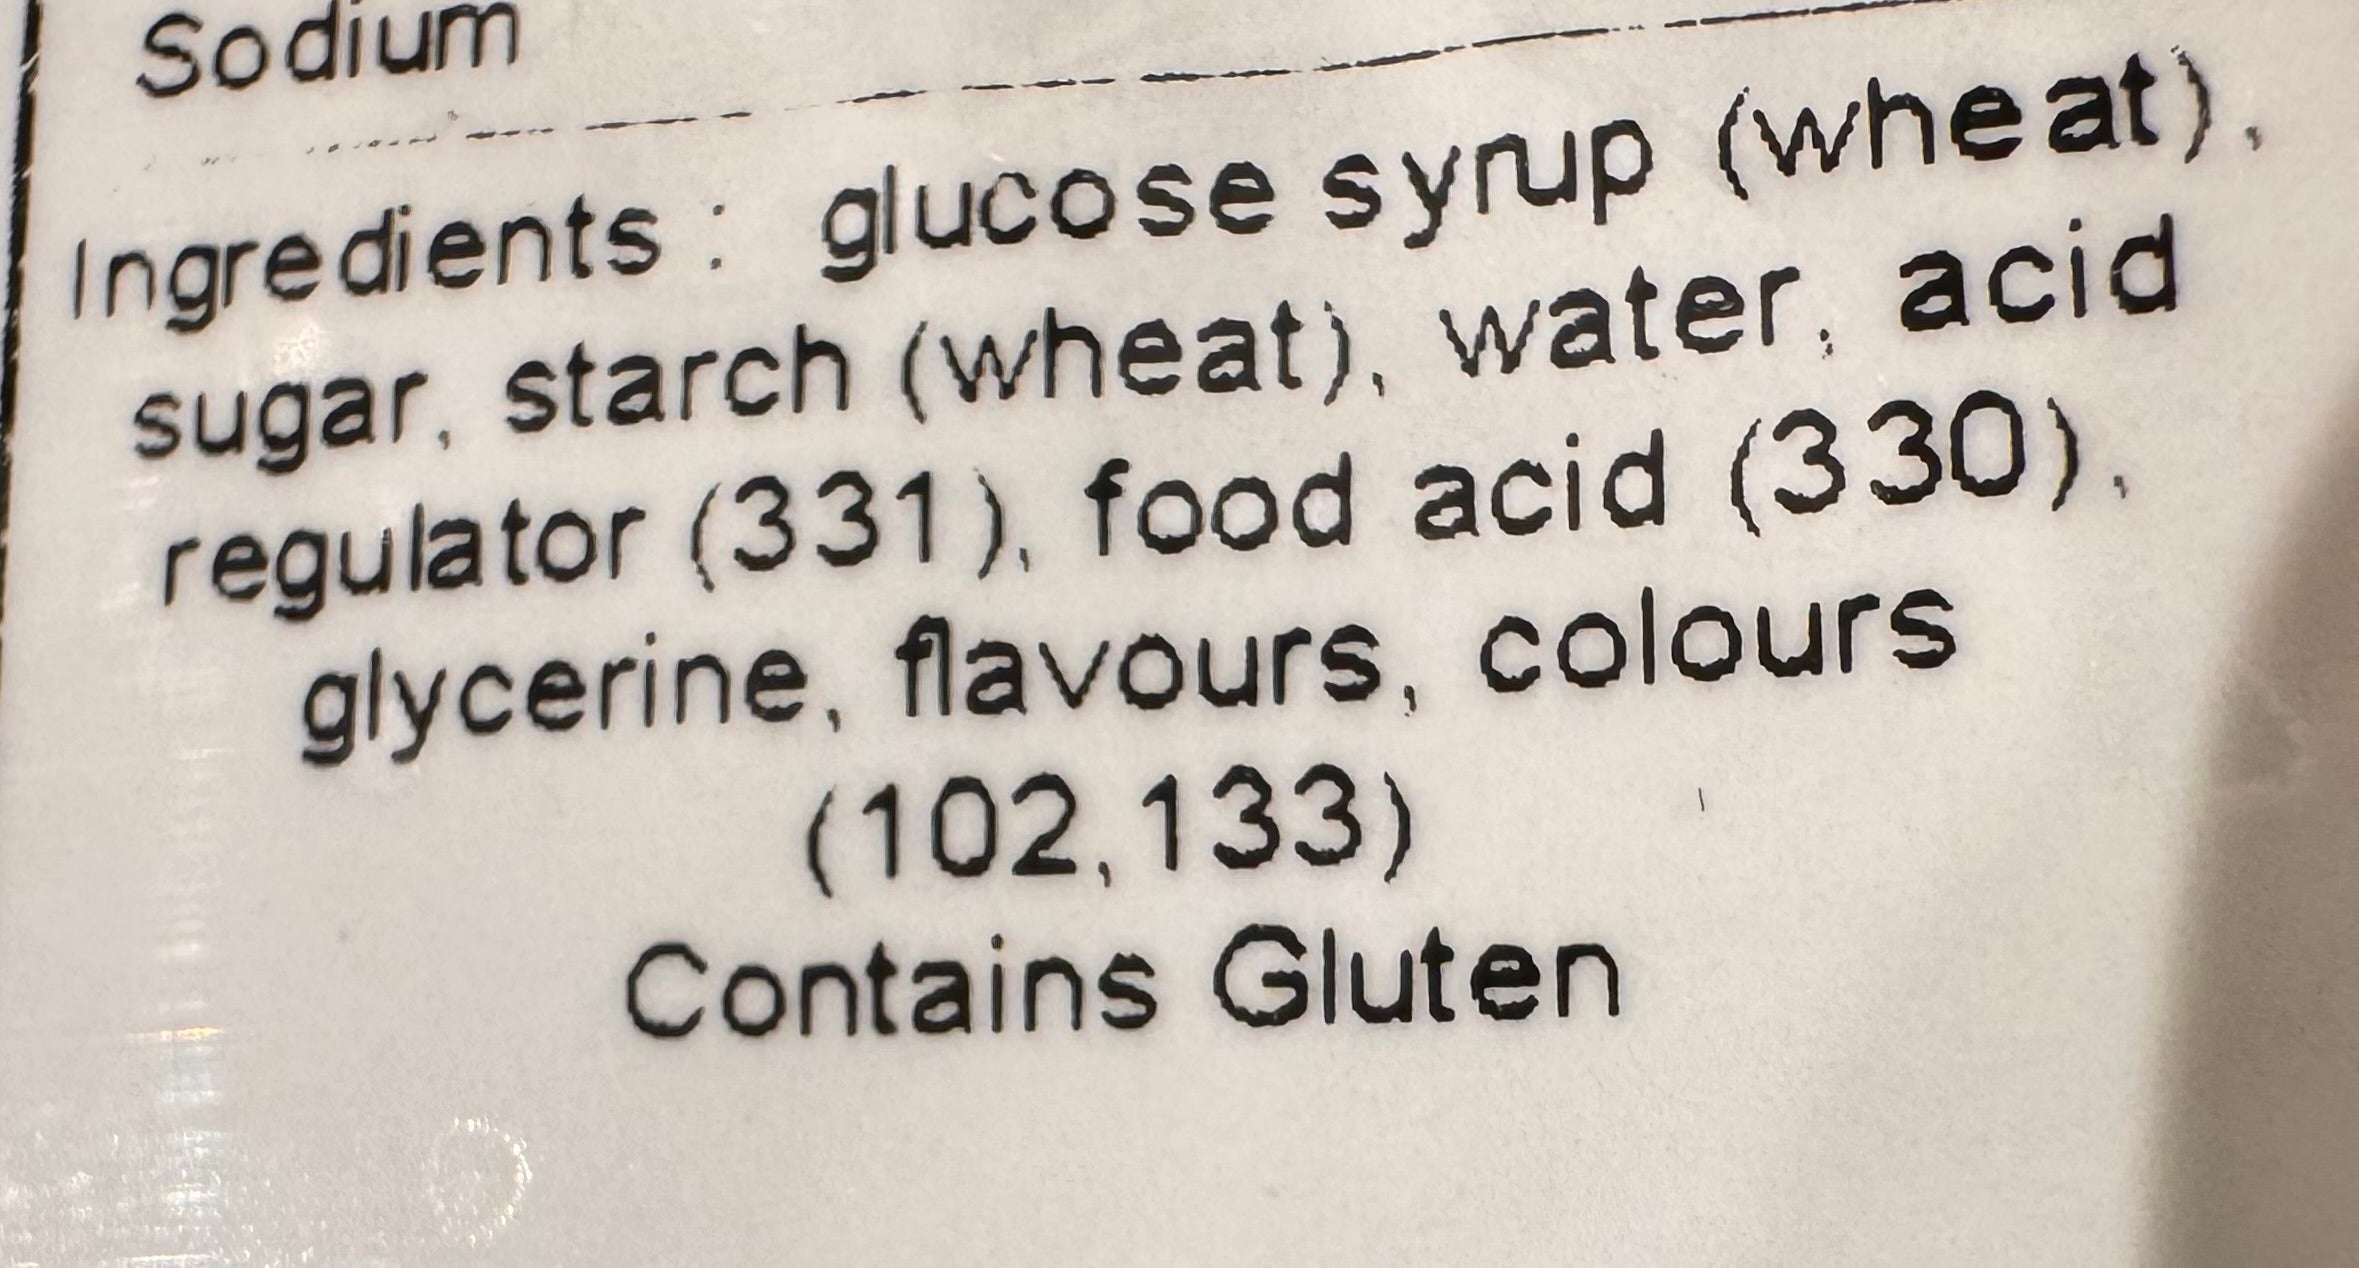 Sodium
Ingredients : glucose syrup (wheat),
sugar, starch (wheat), water, acid
regulator (331), food acid (330),
glycerine, flavours, colours
(102,133)
Contains Gluten